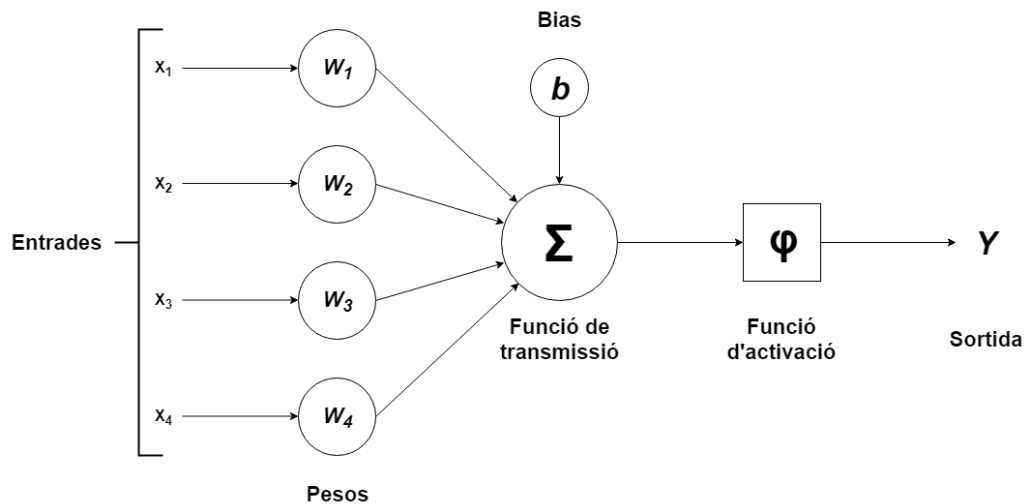 Bias
x₁
W₁
b
x₂
W₂
Entrades
Σ
φ
Y
x₃
W₃
Funció de
transmissió
Funció
d'activació
Sortida
x₄
W₄
Pesos